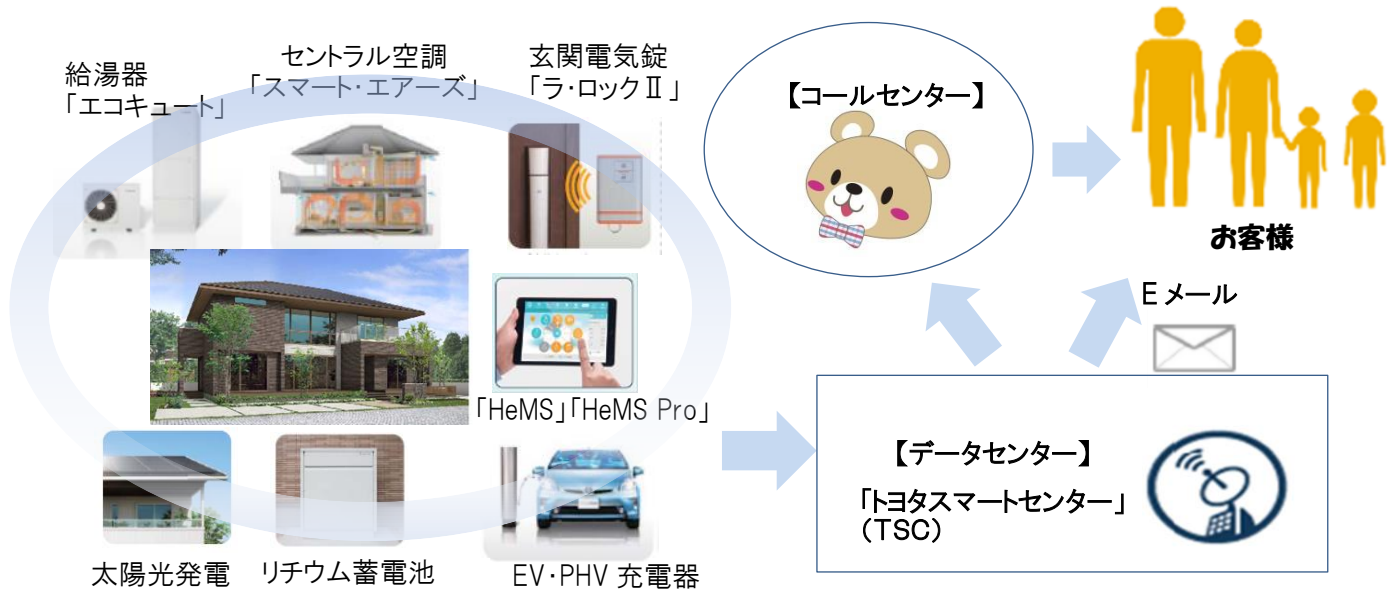 給湯器
「エコキュート」
セントラル空調
「スマート・エアーズ」
玄関電気錠
「ラ・ロックⅡ」
「HeMS」「HeMS Pro」
太陽光発電
リチウム蓄電池
EV・PHV 充電器
【コールセンター】
お客様
Eメール
【データセンター】
「トヨタスマートセンター」
(TSC)